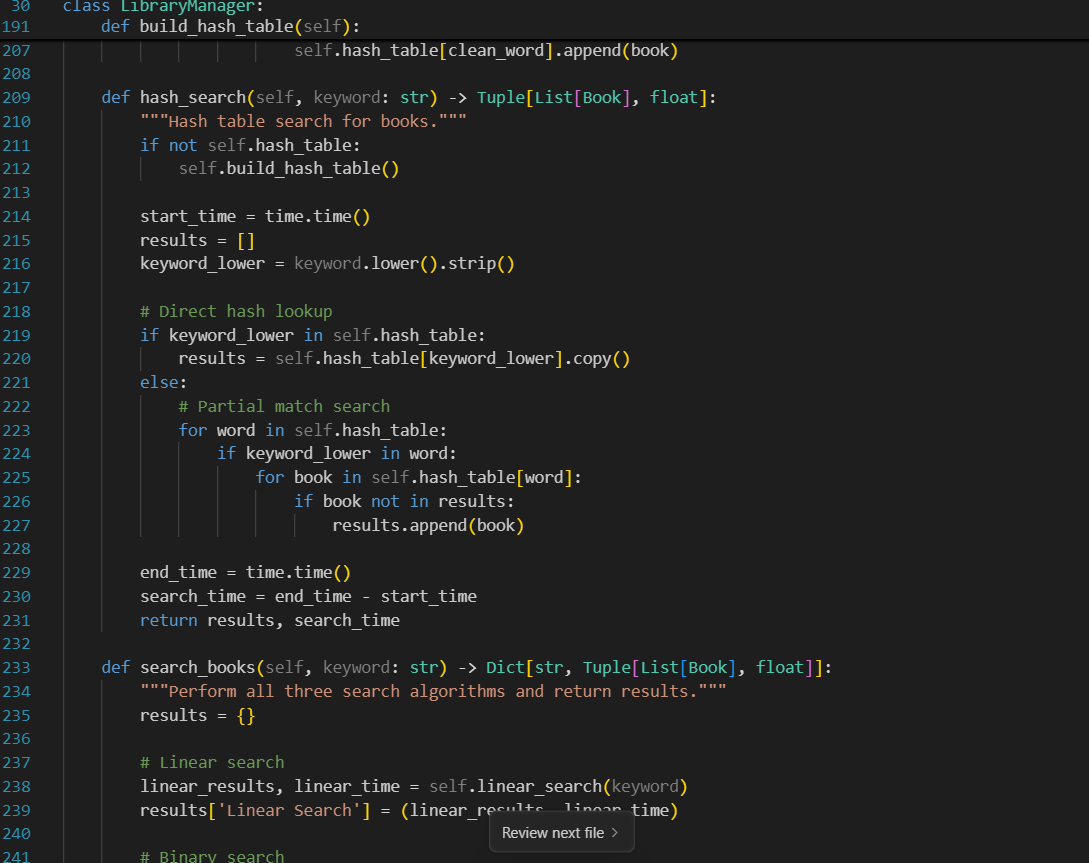 30 class LibraryManager:
191 def build_hash_table(self):
207 self.hash_table[clean_word].append(book)
208
209 def hash_search(self, keyword: str) -> Tuple[List[Book], float]:
210 """Hash table search for books."""
211 if not self.hash_table:
212 self.build_hash_table()
213
214 start_time = time.time()
215 results = []
216 keyword_lower = keyword.lower().strip()
217
218 # Direct hash lookup
219 if keyword_lower in self.hash_table:
220 results = self.hash_table[keyword_lower].copy()
221 else:
222 # Partial match search
223 for word in self.hash_table:
224 if keyword_lower in word:
225 for book in self.hash_table[word]:
226 if book not in results:
227 results.append(book)
228
229 end_time = time.time()
230 search_time = end_time - start_time
231 return results, search_time
232
233 def search_books(self, keyword: str) -> Dict[str, Tuple[List[Book], float]]:
234 """Perform all three search algorithms and return results."""
235 results = {}
236
237 # Linear search
238 linear_results, linear_time = self.linear_search(keyword)
239 results['Linear Search'] = (linear_results, linear_time)
240
Review next file >
241 # Binary search